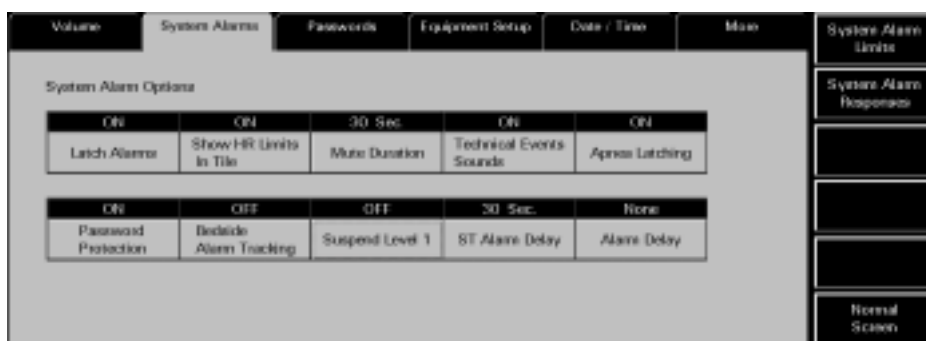 Volume System Alarms Passwords Equipment Setup Date / Time More
System Alarm Limits
System Alarm Responses
System Alarm Options
ON ON 30 Sec. ON ON
Latch Alarms
Show HR Limits
In Tile
Mute Duration
Technical Events
Sounds
Apnea Latching
ON OFF OFF 30 Sec. None
Password
Protection
Bedside
Alarm Tracking
Suspend Level 1
ST Alarm Delay
Alarm Delay
Normal
Screen